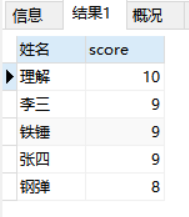 信息 结果1 概况
姓名 score
理解 10
李三 9
铁锤 9
张四 9
钢弹 8